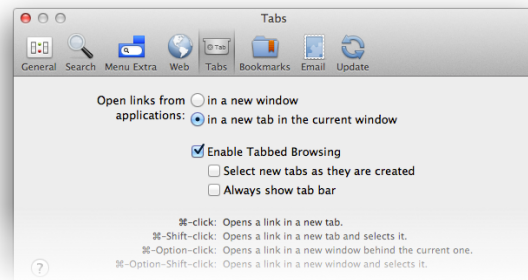 Tabs
General Search Menu Extra Web Tabs Bookmarks Email Update
Open links from in a new window
applications: in a new tab in the current window
Enable Tabbed Browsing
Select new tabs as they are created
Always show tab bar
⌘-click: Opens a link in a new tab.
⌘-Shift-click: Opens a link in a new tab and selects it.
⌘-Option-click: Opens a link in a new window behind the current one.
⌘-Option-Shift-click: Opens a link in a new window and selects it.
?